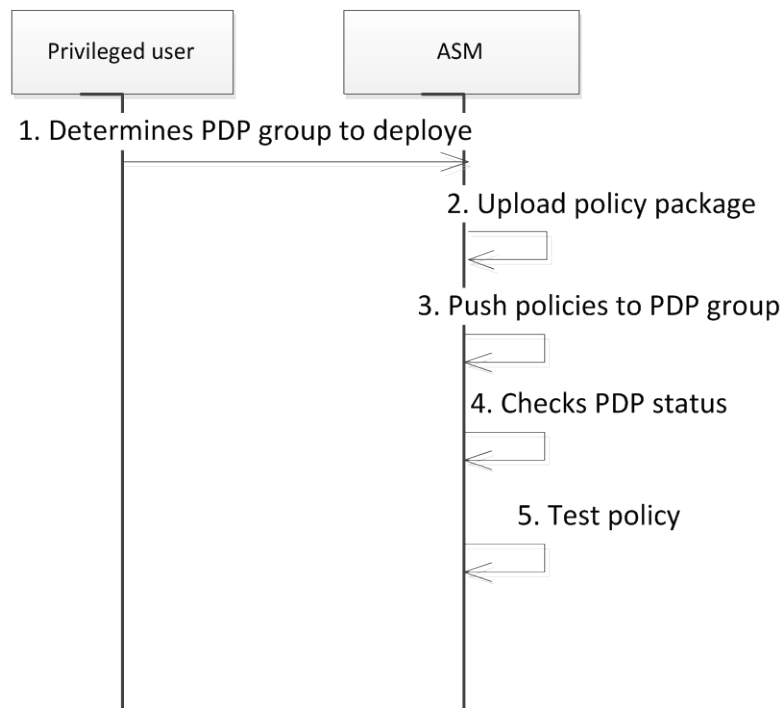 Privileged user
ASM
1. Determines PDP group to deploye
2. Upload policy package
3. Push policies to PDP group
4. Checks PDP status
5. Test policy